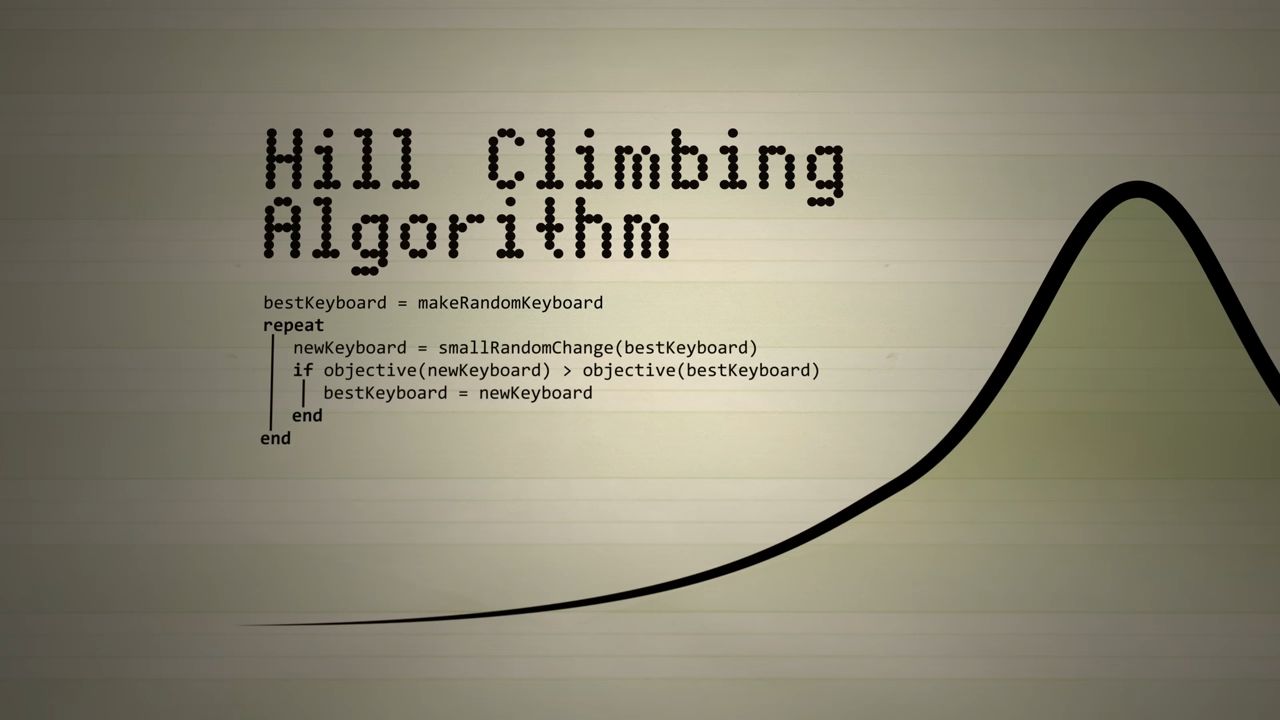 Hill Climbing
Algorithm
bestKeyboard = makeRandomKeyboard
repeat
newKeyboard = smallRandomChange(bestKeyboard)
if objective(newKeyboard) > objective(bestKeyboard)
bestKeyboard = newKeyboard
end
end